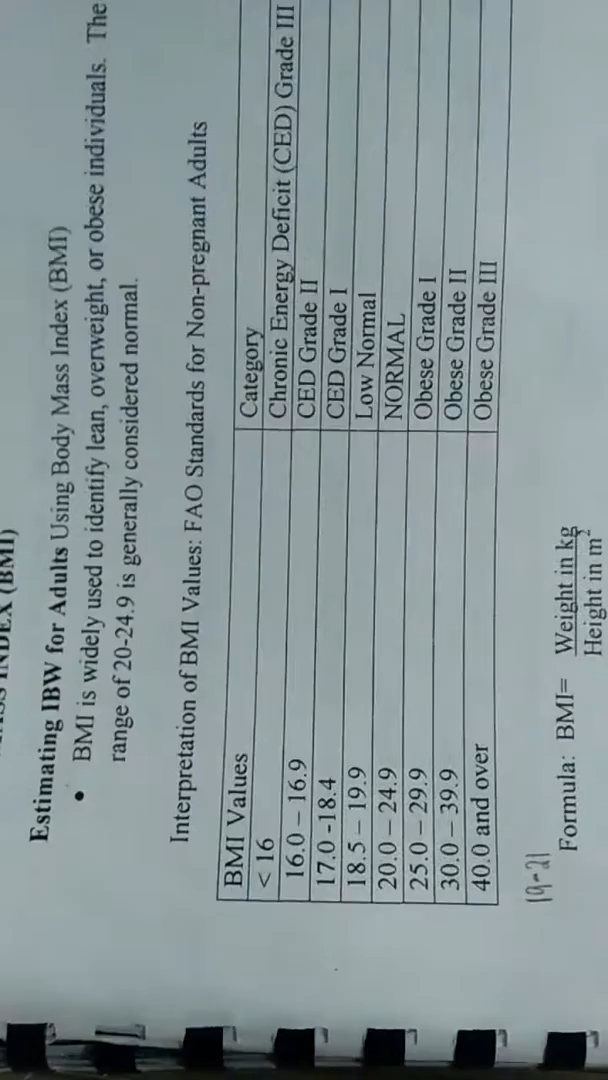 INDEX (BMI)
Estimating IBW for Adults Using Body Mass Index (BMI)
• BMI is widely used to identify lean, overweight, or obese individuals. The
range of 20-24.9 is generally considered normal.
Interpretation of BMI Values: FAO Standards for Non-pregnant Adults
BMI Values Category
< 16 Chronic Energy Deficit (CED) Grade III
16.0 – 16.9 CED Grade II
17.0 -18.4 CED Grade I
18.5 – 19.9 Low Normal
20.0 – 24.9 NORMAL
25.0 – 29.9 Obese Grade I
30.0 – 39.9 Obese Grade II
40.0 and over Obese Grade III
19-21
Formula: BMI= Weight in kg
Height in m²